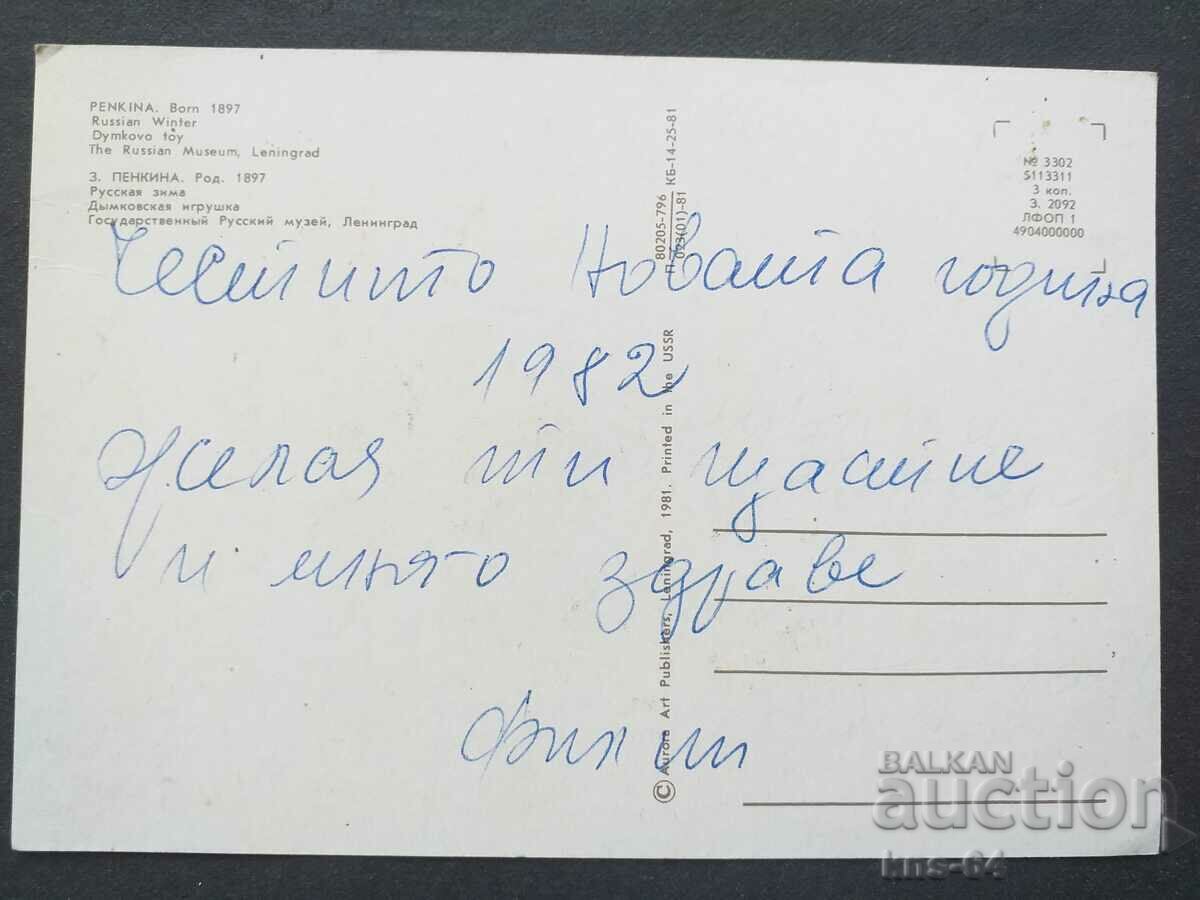 PENKINA. Born 1897
Russian Winter
Dymkovo toy
The Russian Museum, Leningrad
З. ПЕНКИНА. Род. 1897
Русская зима
Дымковская игрушка
Государственный Русский музей, Ленинград
80205-796
П КБ-14-25-81
023(01)-81
№ 3302
5113311
3 коп.
З. 2092
ЛФОП 1
4904000000
Честито Новата година
1982
Желая ти щастие
и много здраве
© Aurora Art Publishers, Leningrad, 1981. Printed in the USSR
BALKAN
auction
kns-64